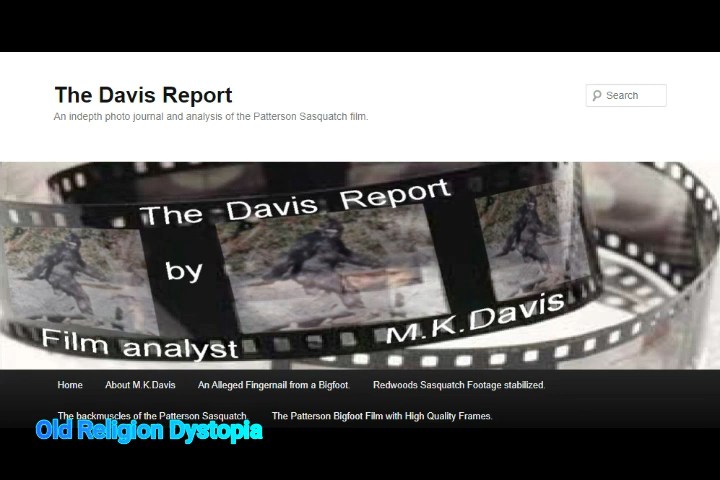 The Davis Report
An indepth photo journal and analysis of the Patterson Sasquatch film.
Search
The Davis Report
by
Film analyst
M.K.Davis
Home About M.K.Davis An Alleged Fingernail from a Bigfoot. Redwoods Sasquatch Footage stabilized.
The backmuscles of the Patterson Sasquatch The Patterson Bigfoot Film with High Quality Frames.
Old Religion Dystopia